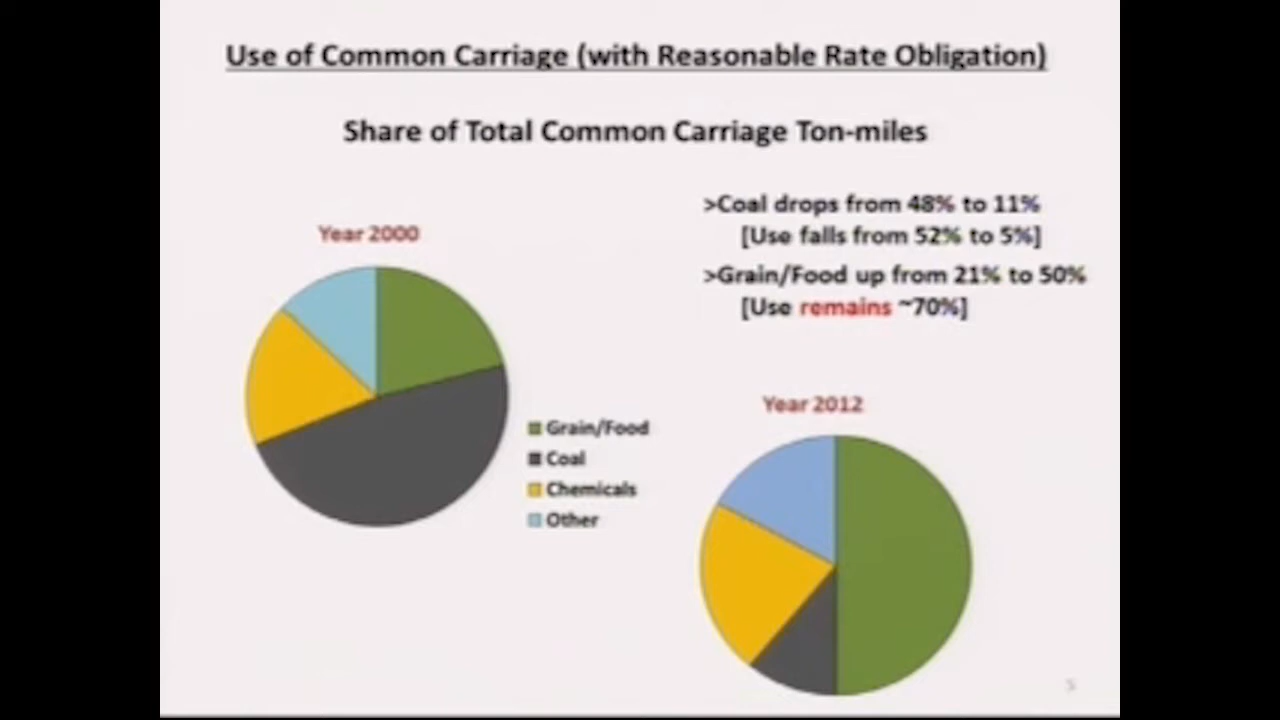 Use of Common Carriage (with Reasonable Rate Obligation)
Share of Total Common Carriage Ton-miles
>Coal drops from 48% to 11%
[Use falls from 52% to 5%]
>Grain/Food up from 21% to 50%
[Use remains ~70%]
Year 2000
Grain/Food
Coal
Chemicals
Other
Year 2012
5